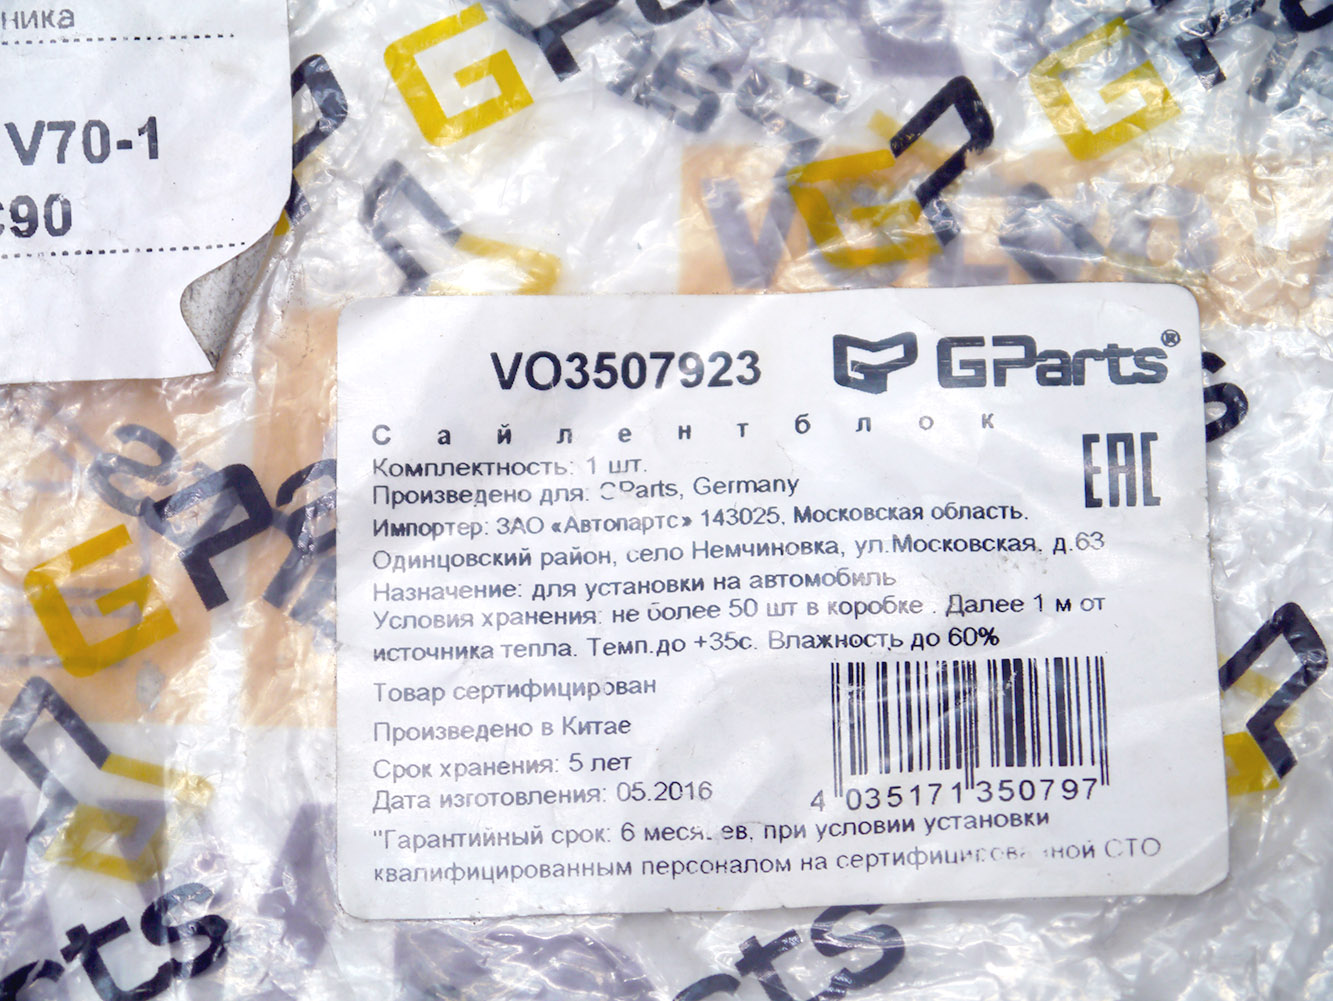 ника
V70-1
C90
GParts
VOLVO
VO3507923
GParts®
Сайлентблок
EAC
Комплектность: 1 шт.
Произведено для: GParts, Germany
Импортер: ЗАО «Автопартс» 143025, Московская область.
Одинцовский район, село Немчиновка, ул.Московская, д.63
Назначение: для установки на автомобиль
Условия хранения: не более 50 шт в коробке . Далее 1 м от
источника тепла. Темп.до +35с. Влажность до 60%
Товар сертифицирован
Произведено в Китае
Срок хранения: 5 лет
Дата изготовления: 05.2016
4 035171 350797
"Гарантийный срок: 6 месяцев, при условии установки
квалифицированным персоналом на сертифицированной СТО